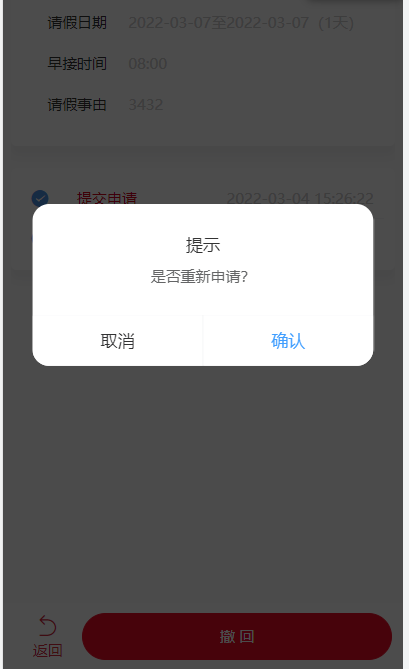 请假日期 2022-03-07至2022-03-07 (1天)
早接时间 08:00
请假事由 3432
提交申请 2022-03-04 15:26:22
提示
是否重新申请?
取消 确认
返回 撤 回